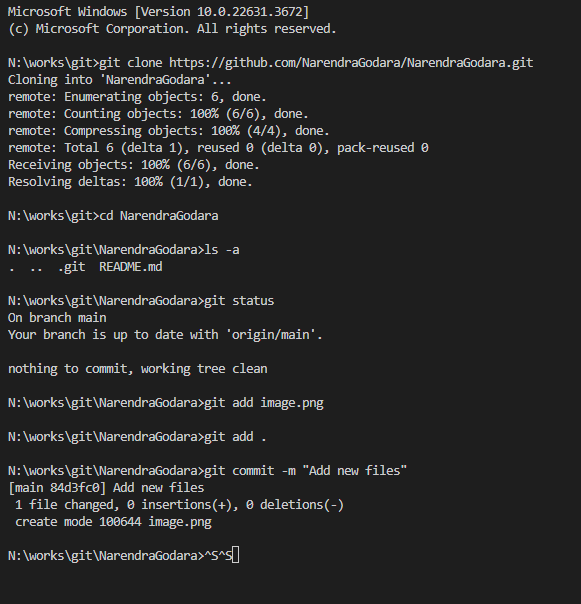 Microsoft Windows [Version 10.0.22631.3672]
(c) Microsoft Corporation. All rights reserved.
N:\works\git>git clone https://github.com/NarendraGodara/NarendraGodara.git
Cloning into 'NarendraGodara'...
remote: Enumerating objects: 6, done.
remote: Counting objects: 100% (6/6), done.
remote: Compressing objects: 100% (4/4), done.
remote: Total 6 (delta 1), reused 0 (delta 0), pack-reused 0
Receiving objects: 100% (6/6), done.
Resolving deltas: 100% (1/1), done.
N:\works\git>cd NarendraGodara
N:\works\git\NarendraGodara>ls -a
.  ..  .git  README.md
N:\works\git\NarendraGodara>git status
On branch main
Your branch is up to date with 'origin/main'.
nothing to commit, working tree clean
N:\works\git\NarendraGodara>git add image.png
N:\works\git\NarendraGodara>git add .
N:\works\git\NarendraGodara>git commit -m "Add new files"
[main 84d3fc0] Add new files
 1 file changed, 0 insertions(+), 0 deletions(-)
 create mode 100644 image.png
N:\works\git\NarendraGodara>^S^S